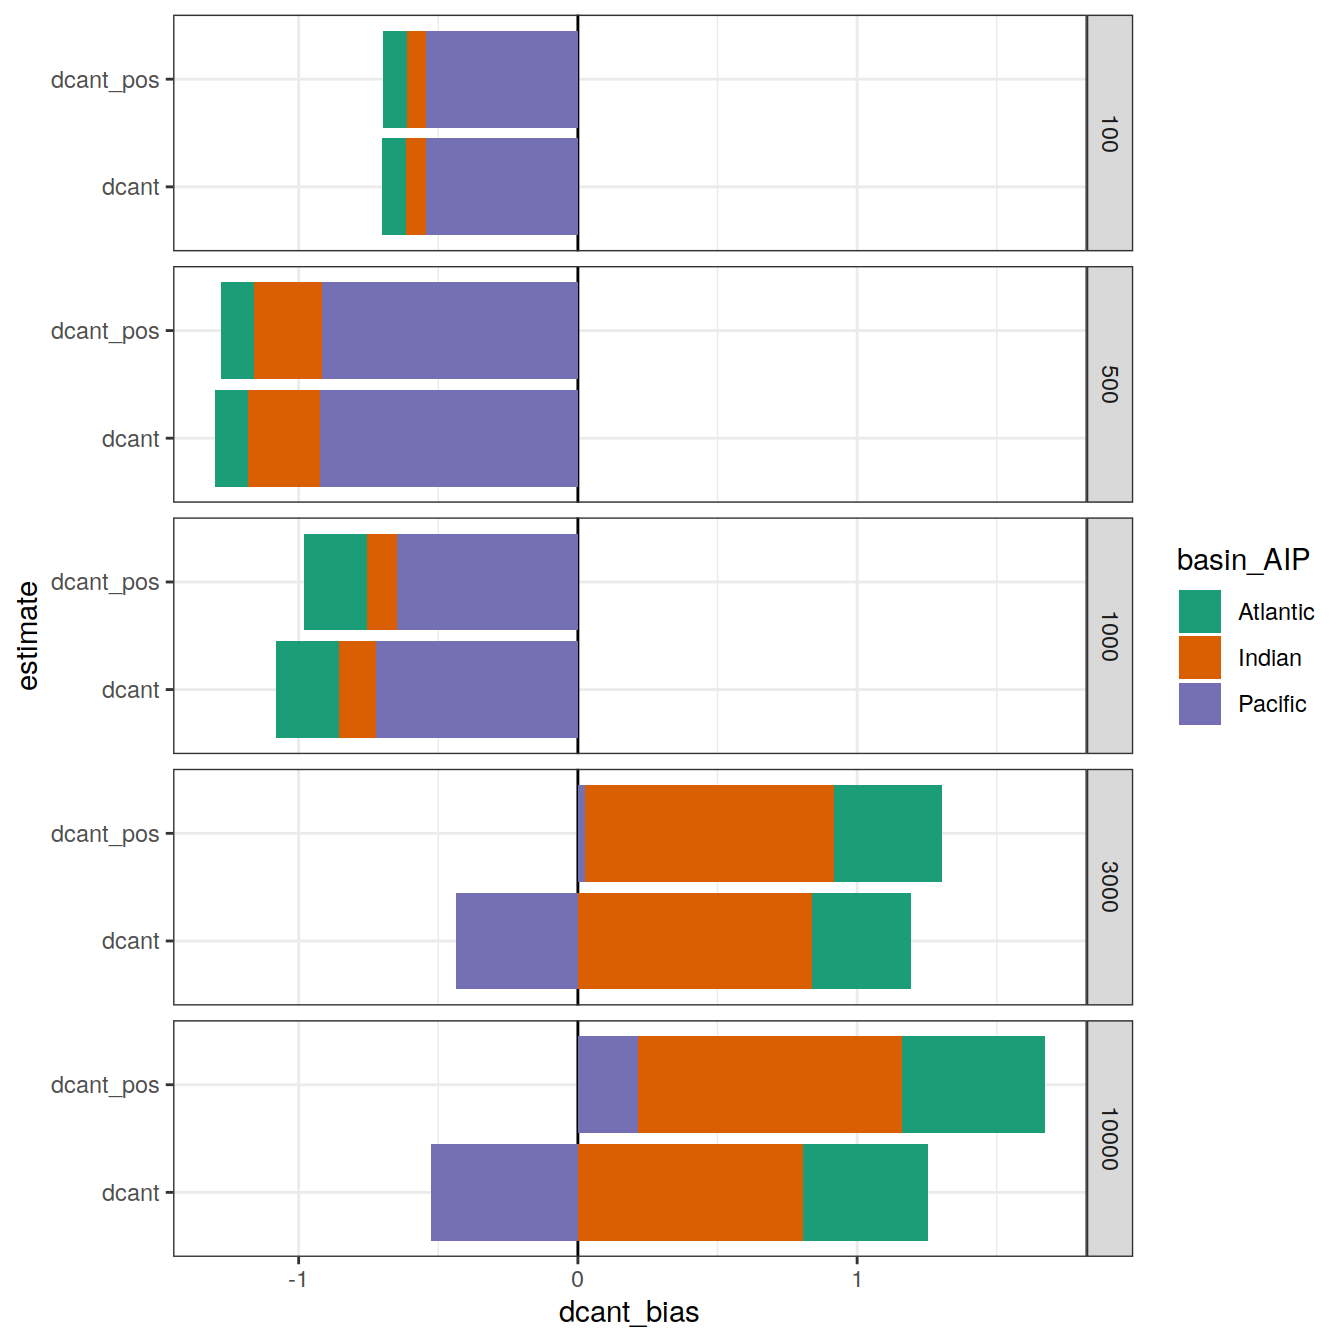 dcant_pos
dcant
100
dcant_pos
dcant
500
dcant_pos
dcant
1000
dcant_pos
dcant
3000
dcant_pos
dcant
10000
estimate
-1
0
1
dcant_bias
basin_AIP
Atlantic
Indian
Pacific